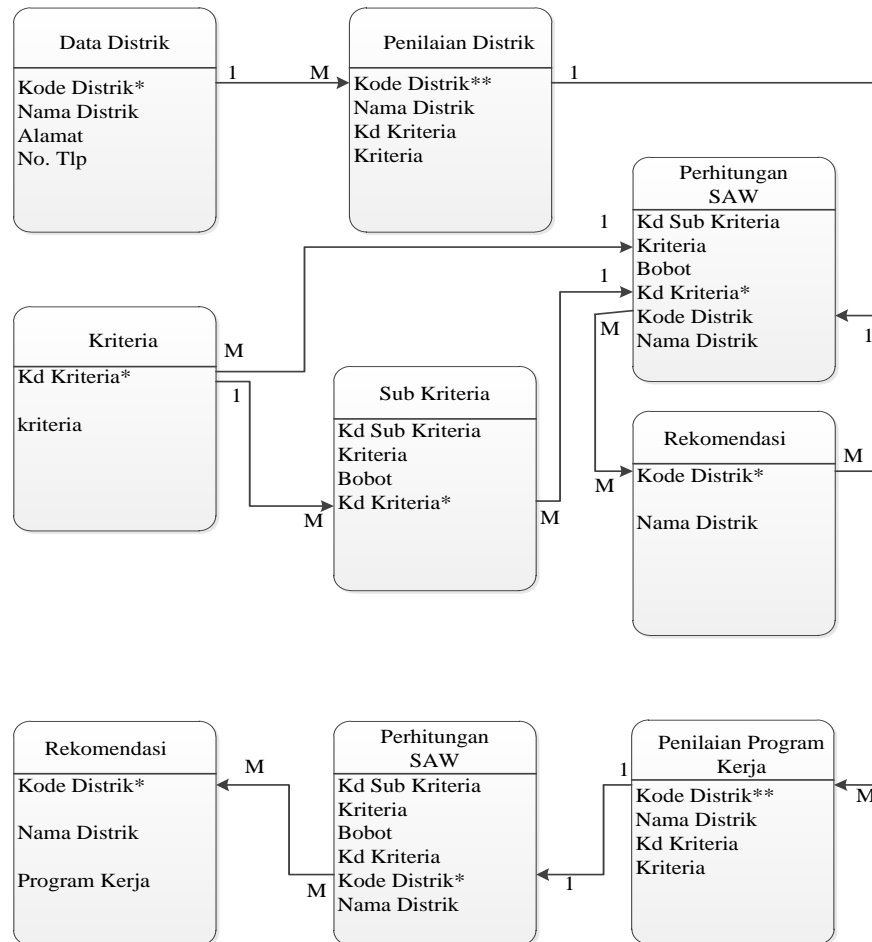 Data Distrik
Kode Distrik*
Nama Distrik
Alamat
No. Tlp
1
M
Penilaian Distrik
Kode Distrik**
Nama Distrik
Kd Kriteria
Kriteria
1
Perhitungan
SAW
Kd Sub Kriteria
Kriteria
Bobot
Kd Kriteria*
Kode Distrik
Nama Distrik
1
1
M
1
Kriteria
Kd Kriteria*
kriteria
M
1
M
Sub Kriteria
Kd Sub Kriteria
Kriteria
Bobot
Kd Kriteria*
M
Rekomendasi
Kode Distrik*
Nama Distrik
M
M
Rekomendasi
Kode Distrik*
Nama Distrik
Program Kerja
M
M
Perhitungan
SAW
Kd Sub Kriteria
Kriteria
Bobot
Kd Kriteria
Kode Distrik*
Nama Distrik
1
1
Penilaian Program
Kerja
Kode Distrik**
Nama Distrik
Kd Kriteria
Kriteria
M